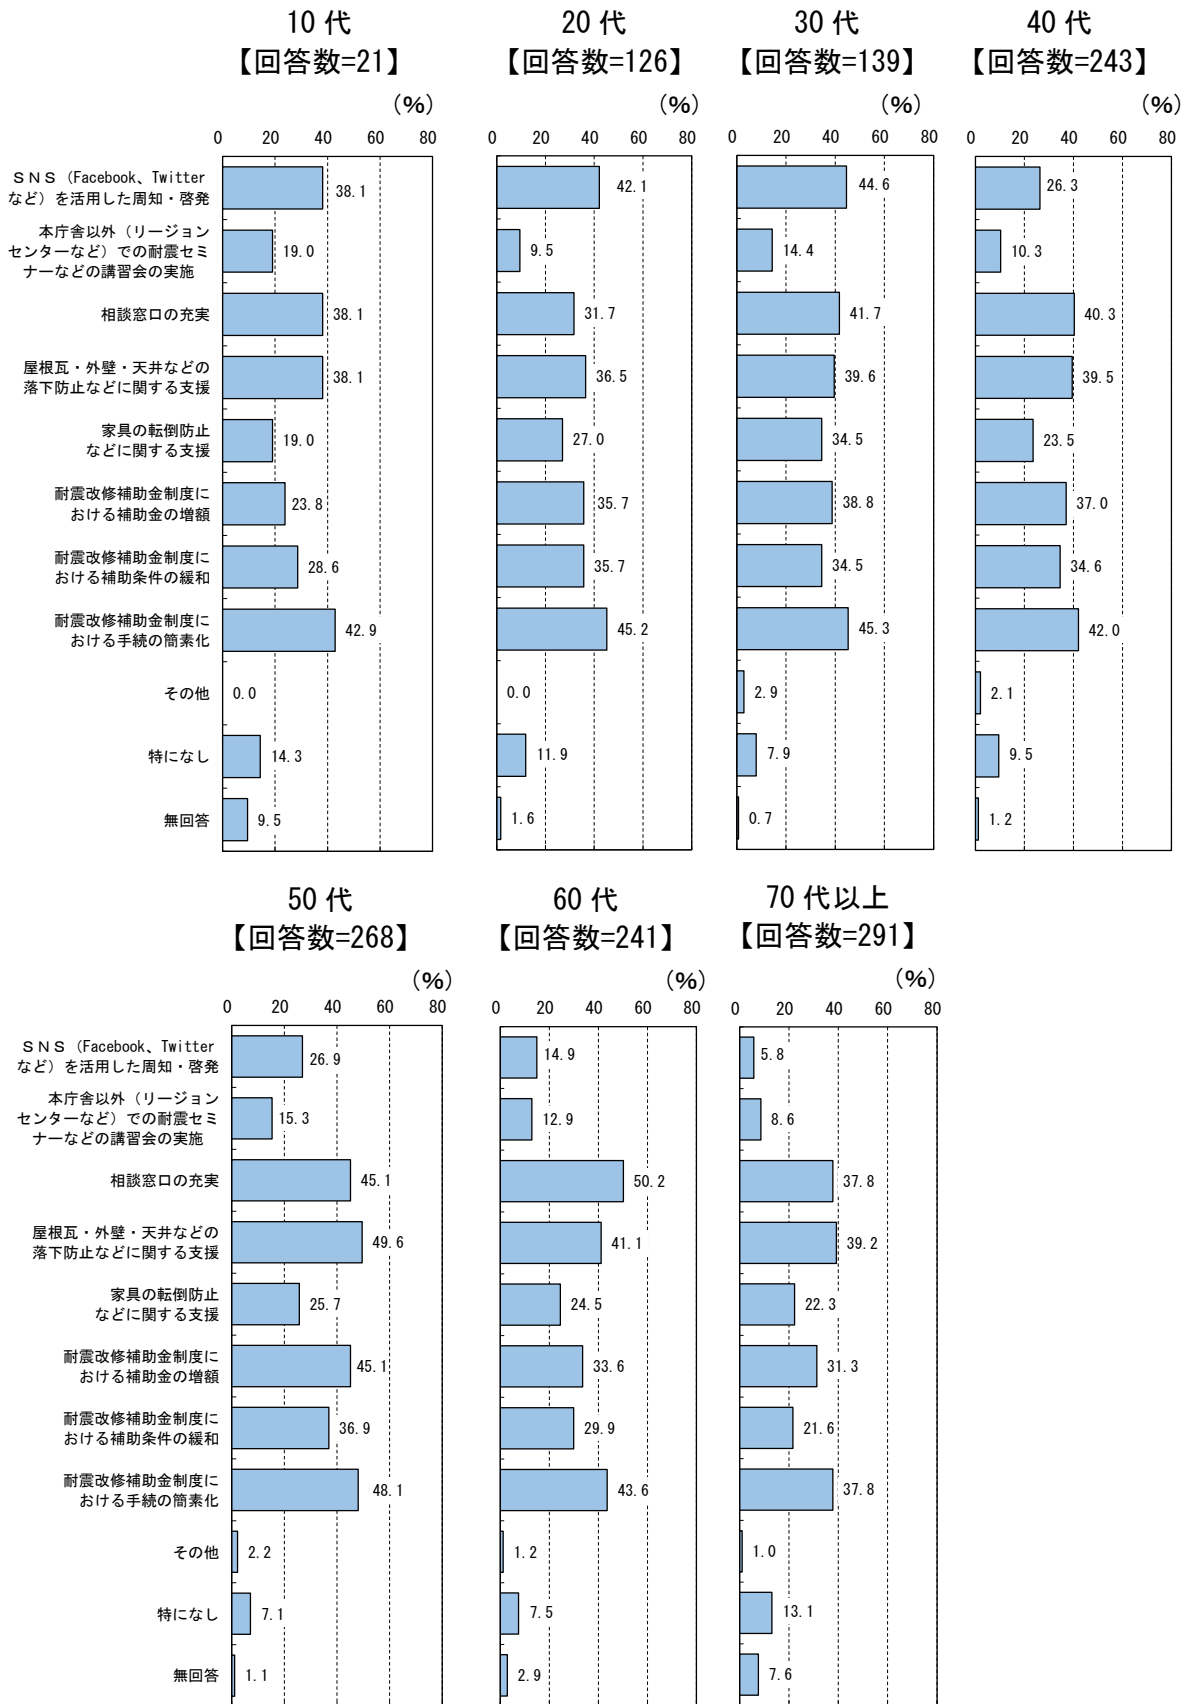 10 代
【回答数=21】
(%)
0 20 40 60 80
20 代
【回答数=126】
(%)
0 20 40 60 80
30 代
【回答数=139】
(%)
0 20 40 60 80
40 代
【回答数=243】
(%)
0 20 40 60 80
ＳＮＳ（Facebook、Twitter
など）を活用した周知・啓発
38.1 42.1 44.6 26.3
本庁舎以外（リージョン
センターなど）での耐震セミ
ナーなどの講習会の実施
19.0 9.5 14.4 10.3
相談窓口の充実
38.1 31.7 41.7 40.3
屋根瓦・外壁・天井などの
落下防止などに関する支援
38.1 36.5 39.6 39.5
家具の転倒防止
などに関する支援
19.0 27.0 34.5 23.5
耐震改修補助金制度に
おける補助金の増額
23.8 35.7 38.8 37.0
耐震改修補助金制度に
おける補助条件の緩和
28.6 35.7 34.5 34.6
耐震改修補助金制度に
おける手続の簡素化
42.9 45.2 45.3 42.0
その他
0.0 0.0 2.9 2.1
特になし
14.3 11.9 7.9 9.5
無回答
9.5 1.6 0.7 1.2
50 代
【回答数=268】
(%)
0 20 40 60 80
60 代
【回答数=241】
(%)
0 20 40 60 80
70 代以上
【回答数=291】
(%)
0 20 40 60 80
ＳＮＳ（Facebook、Twitter
など）を活用した周知・啓発
26.9 14.9 5.8
本庁舎以外（リージョン
センターなど）での耐震セミ
ナーなどの講習会の実施
15.3 12.9 8.6
相談窓口の充実
45.1 50.2 37.8
屋根瓦・外壁・天井などの
落下防止などに関する支援
49.6 41.1 39.2
家具の転倒防止
などに関する支援
25.7 24.5 22.3
耐震改修補助金制度に
おける補助金の増額
45.1 33.6 31.3
耐震改修補助金制度に
おける補助条件の緩和
36.9 29.9 21.6
耐震改修補助金制度に
おける手続の簡素化
48.1 43.6 37.8
その他
2.2 1.2 1.0
特になし
7.1 7.5 13.1
無回答
1.1 2.9 7.6